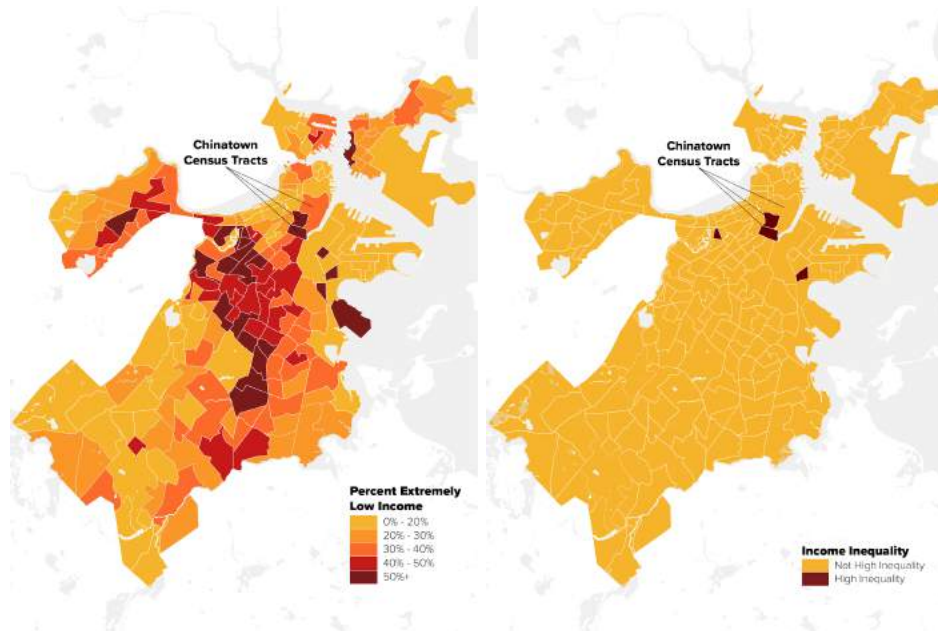 Chinatown
Census Tracts
Percent Extremely
Low Income
0% - 20%
20% - 30%
30% - 40%
40% - 50%
50%+
Chinatown
Census Tracts
Income Inequality
Not High Inequality
High Inequality